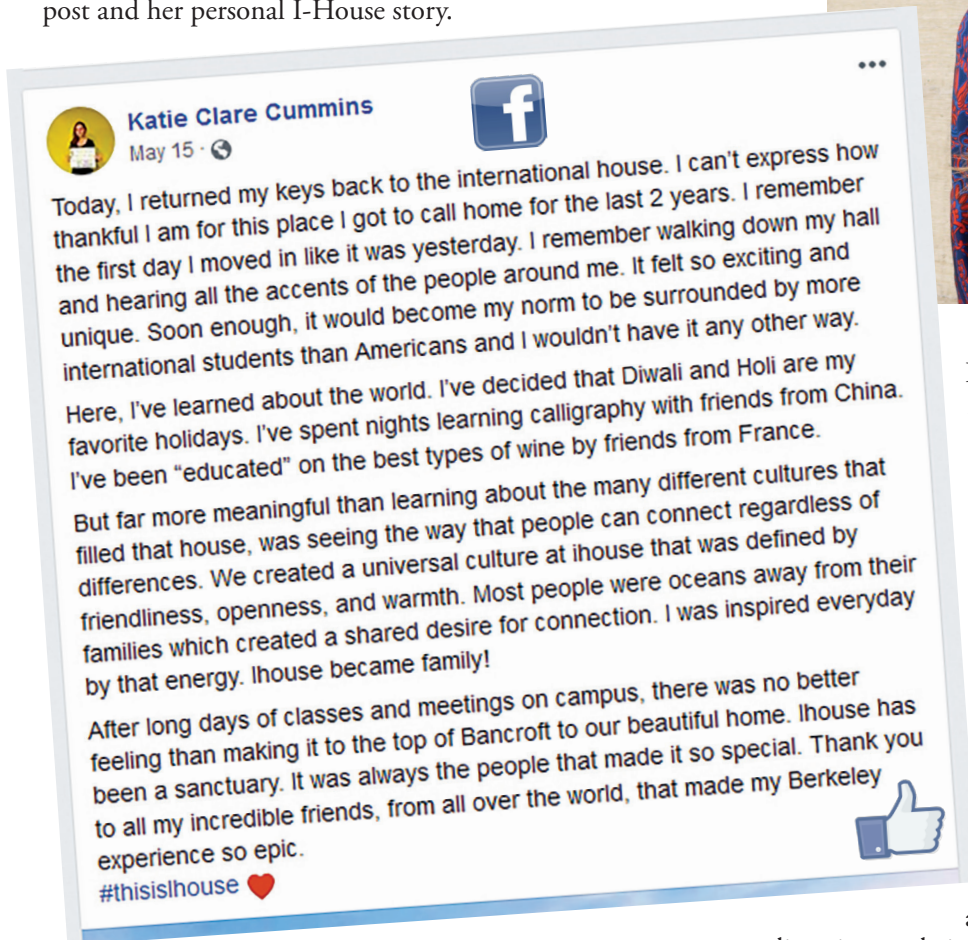 post and her personal I-House story.
Katie Clare Cummins
May 15 ·
Today, I returned my keys back to the international house. I can't express how
thankful I am for this place I got to call home for the last 2 years. I remember
the first day I moved in like it was yesterday. I remember walking down my hall
and hearing all the accents of the people around me. It felt so exciting and
unique. Soon enough, it would become my norm to be surrounded by more
international students than Americans and I wouldn't have it any other way.
Here, I've learned about the world. I've decided that Diwali and Holi are my
favorite holidays. I've spent nights learning calligraphy with friends from China.
I've been “educated” on the best types of wine by friends from France.
But far more meaningful than learning about the many different cultures that
filled that house, was seeing the way that people can connect regardless of
differences. We created a universal culture at ihouse that was defined by
friendliness, openness, and warmth. Most people were oceans away from their
families which created a shared desire for connection. I was inspired everyday
by that energy. Ihouse became family!
After long days of classes and meetings on campus, there was no better
feeling than making it to the top of Bancroft to our beautiful home. Ihouse has
been a sanctuary. It was always the people that made it so special. Thank you
to all my incredible friends, from all over the world, that made my Berkeley
experience so epic.
#thisisIhouse ❤